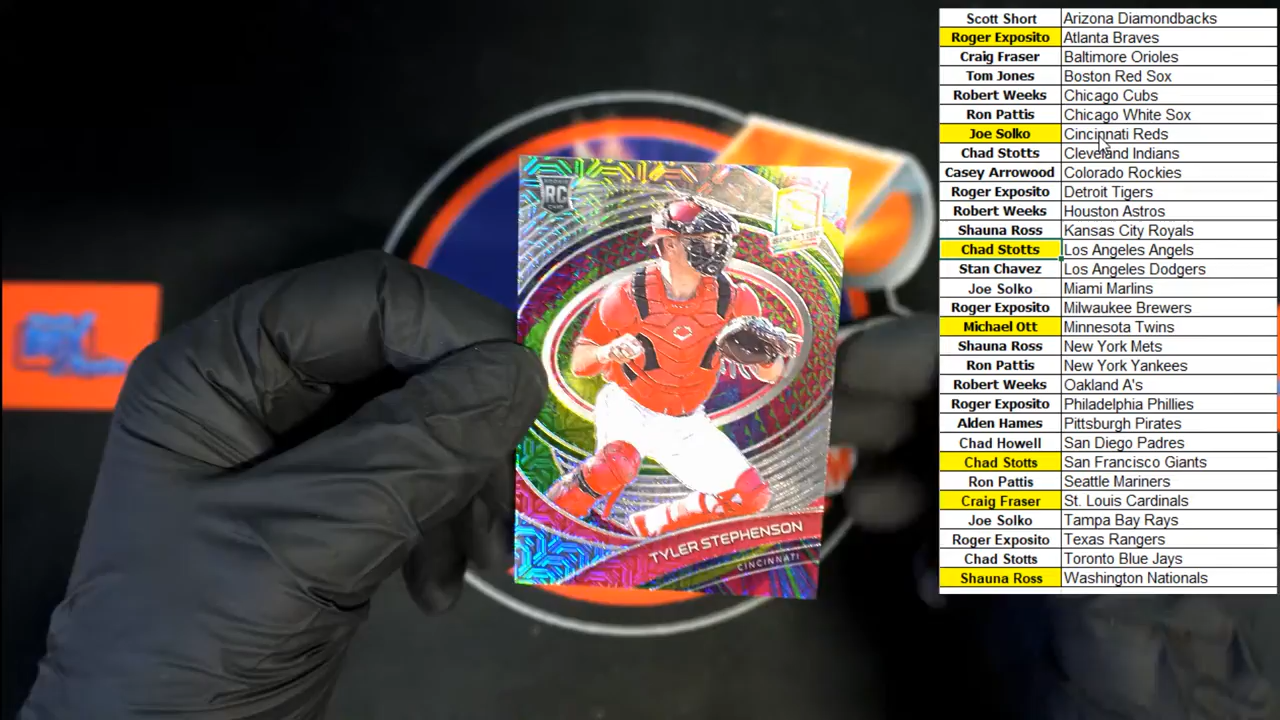 RC
SPECTRA
TYLER STEPHENSON
CINCINNATI
Scott Short Arizona Diamondbacks
Roger Exposito Atlanta Braves
Craig Fraser Baltimore Orioles
Tom Jones Boston Red Sox
Robert Weeks Chicago Cubs
Ron Pattis Chicago White Sox
Joe Solko Cincinnati Reds
Chad Stotts Cleveland Indians
Casey Arrowood Colorado Rockies
Roger Exposito Detroit Tigers
Robert Weeks Houston Astros
Shauna Ross Kansas City Royals
Chad Stotts Los Angeles Angels
Stan Chavez Los Angeles Dodgers
Joe Solko Miami Marlins
Roger Exposito Milwaukee Brewers
Michael Ott Minnesota Twins
Shauna Ross New York Mets
Ron Pattis New York Yankees
Robert Weeks Oakland A's
Roger Exposito Philadelphia Phillies
Alden Hames Pittsburgh Pirates
Chad Howell San Diego Padres
Chad Stotts San Francisco Giants
Ron Pattis Seattle Mariners
Craig Fraser St. Louis Cardinals
Joe Solko Tampa Bay Rays
Roger Exposito Texas Rangers
Chad Stotts Toronto Blue Jays
Shauna Ross Washington Nationals